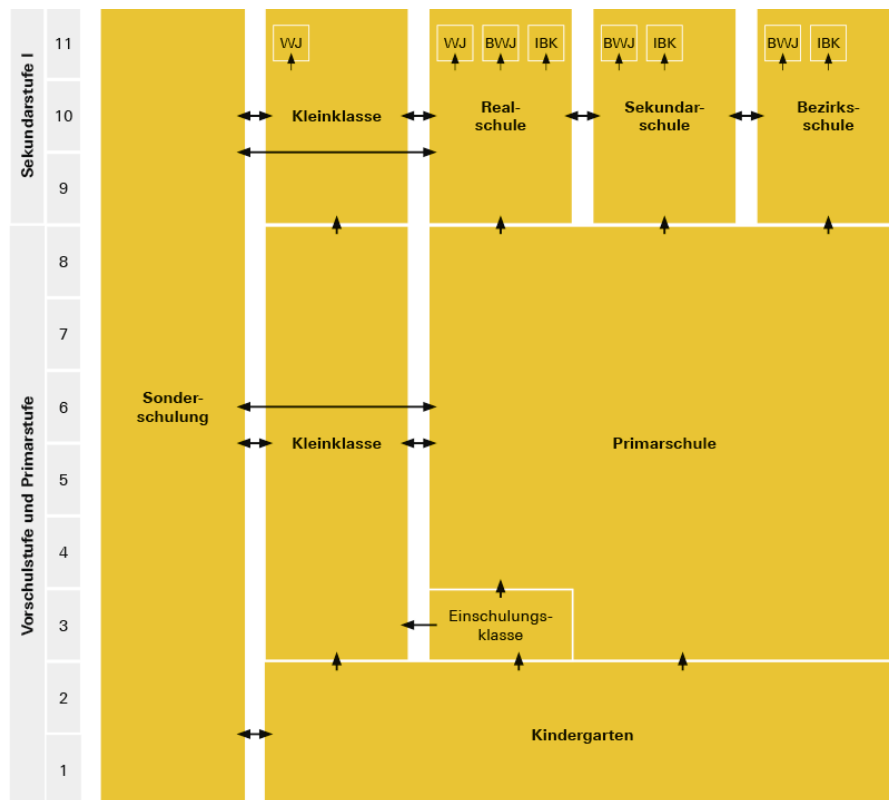 Sekundarstufe I
11
10
9
WJ
WJ BWJ IBK
BWJ IBK
BWJ IBK
Kleinklasse
Real-
schule
Sekundar-
schule
Bezirks-
schule
Vorschulstufe und Primarstufe
8
7
6
5
4
3
2
1
Sonder-
schulung
Kleinklasse
Primarschule
Einschulungs-
klasse
Kindergarten